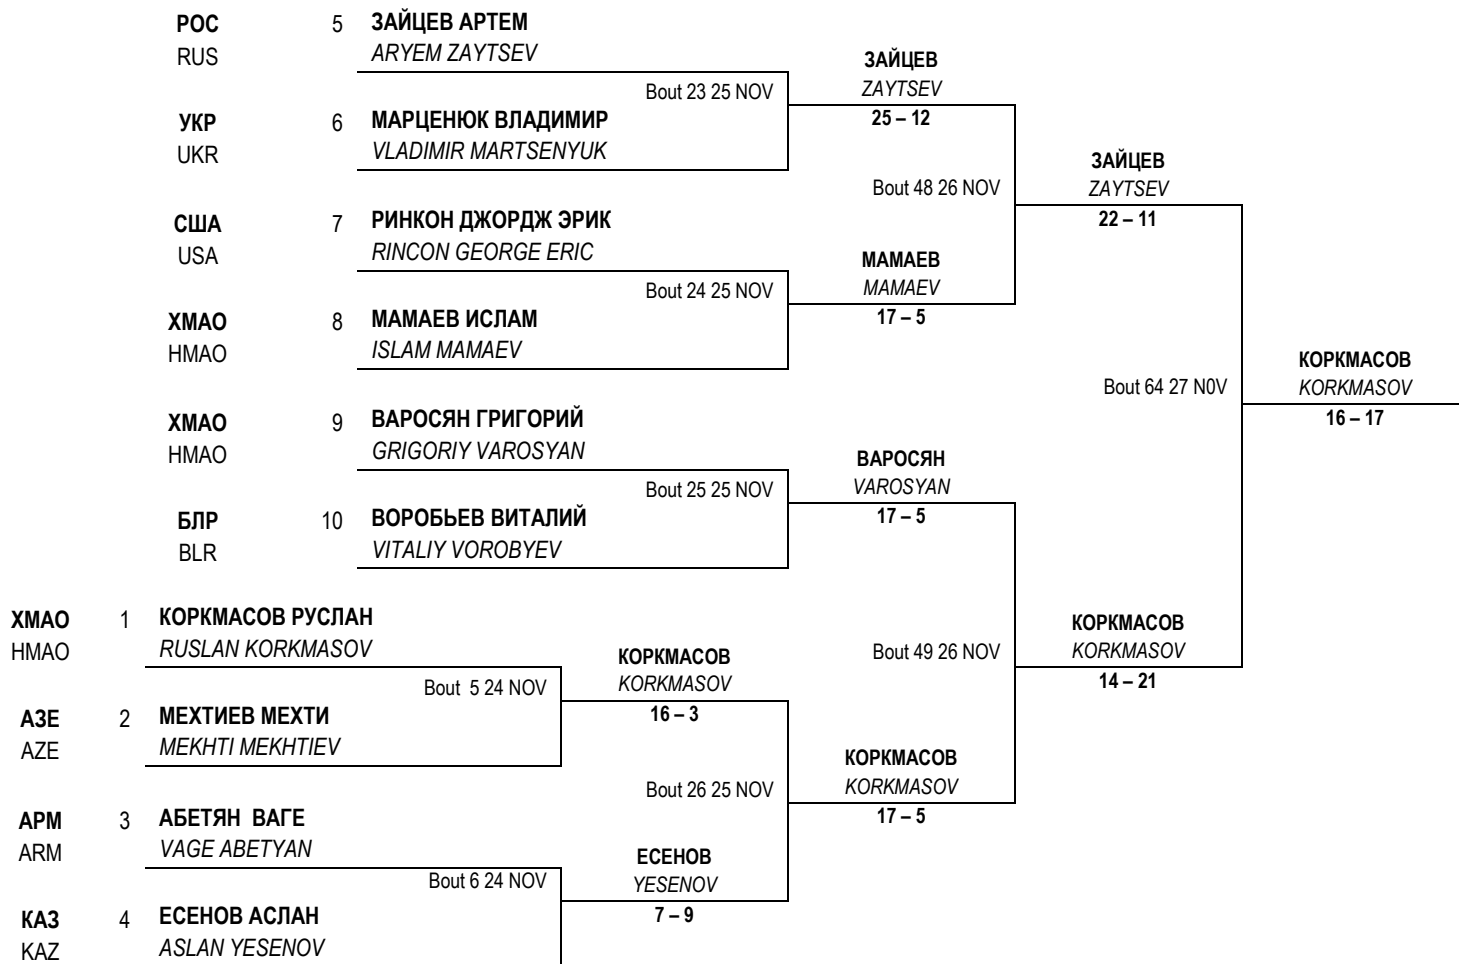 РОС 5 ЗАЙЦЕВ АРТЕМ
RUS ARYEM ZAYTSEV
ЗАЙЦЕВ
Bout 23 25 NOV ZAYTSEV
УКР 6 МАРЦЕНЮК ВЛАДИМИР 25 – 12
UKR VLADIMIR MARTSENYUK
ЗАЙЦЕВ
Bout 48 26 NOV ZAYTSEV
США 7 РИНКОН ДЖОРДЖ ЭРИК 22 – 11
USA RINCON GEORGE ERIC
МАМАЕВ
Bout 24 25 NOV MAMAEV
ХМАО 8 МАМАЕВ ИСЛАМ 17 – 5
HMAO ISLAM MAMAEV
КОРКМАСОВ
Bout 64 27 N0V KORKMASOV
ХМАО 9 ВАРОСЯН ГРИГОРИЙ 16 – 17
HMAO GRIGORIY VAROSYAN
ВАРОСЯН
Bout 25 25 NOV VAROSYAN
БЛР 10 ВОРОБЬЕВ ВИТАЛИЙ 17 – 5
BLR VITALIY VOROBYEV
ХМАО 1 КОРКМАСОВ РУСЛАН КОРКМАСОВ
HMAO RUSLAN KORKMASOV Bout 49 26 NOV KORKMASOV
КОРКМАСОВ 14 – 21
Bout 5 24 NOV KORKMASOV
АЗЕ 2 МЕХТИЕВ МЕХТИ 16 – 3
AZE MEKHTI MEKHTIEV
КОРКМАСОВ
Bout 26 25 NOV KORKMASOV
АРМ 3 АБЕТЯН ВАГЕ 17 – 5
ARM VAGE ABETYAN
ЕСЕНОВ
Bout 6 24 NOV YESENOV
КАЗ 4 ЕСЕНОВ АСЛАН 7 – 9
KAZ ASLAN YESENOV